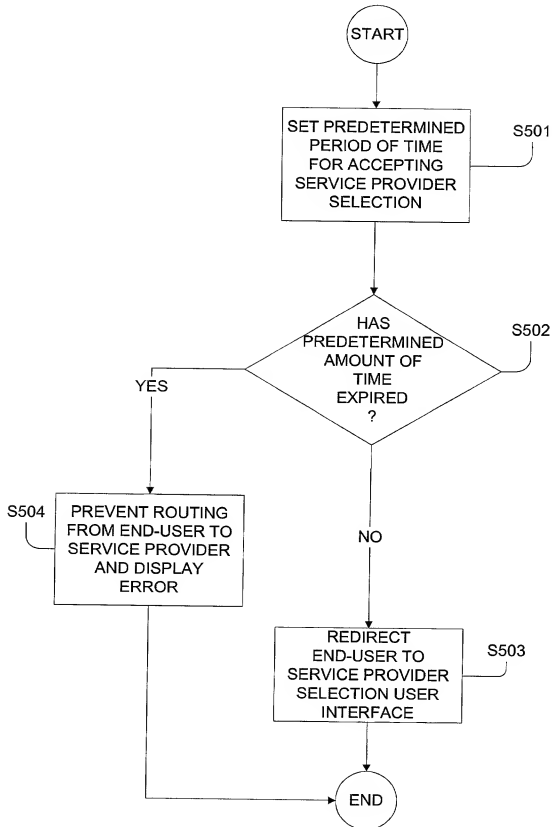 START
SET PREDETERMINED
PERIOD OF TIME
FOR ACCEPTING
SERVICE PROVIDER
SELECTION
S501
HAS
PREDETERMINED
AMOUNT OF
TIME
EXPIRED
?
S502
YES
S504
PREVENT ROUTING
FROM END-USER TO
SERVICE PROVIDER
AND DISPLAY
ERROR
NO
REDIRECT
END-USER TO
SERVICE PROVIDER
SELECTION USER
INTERFACE
S503
END